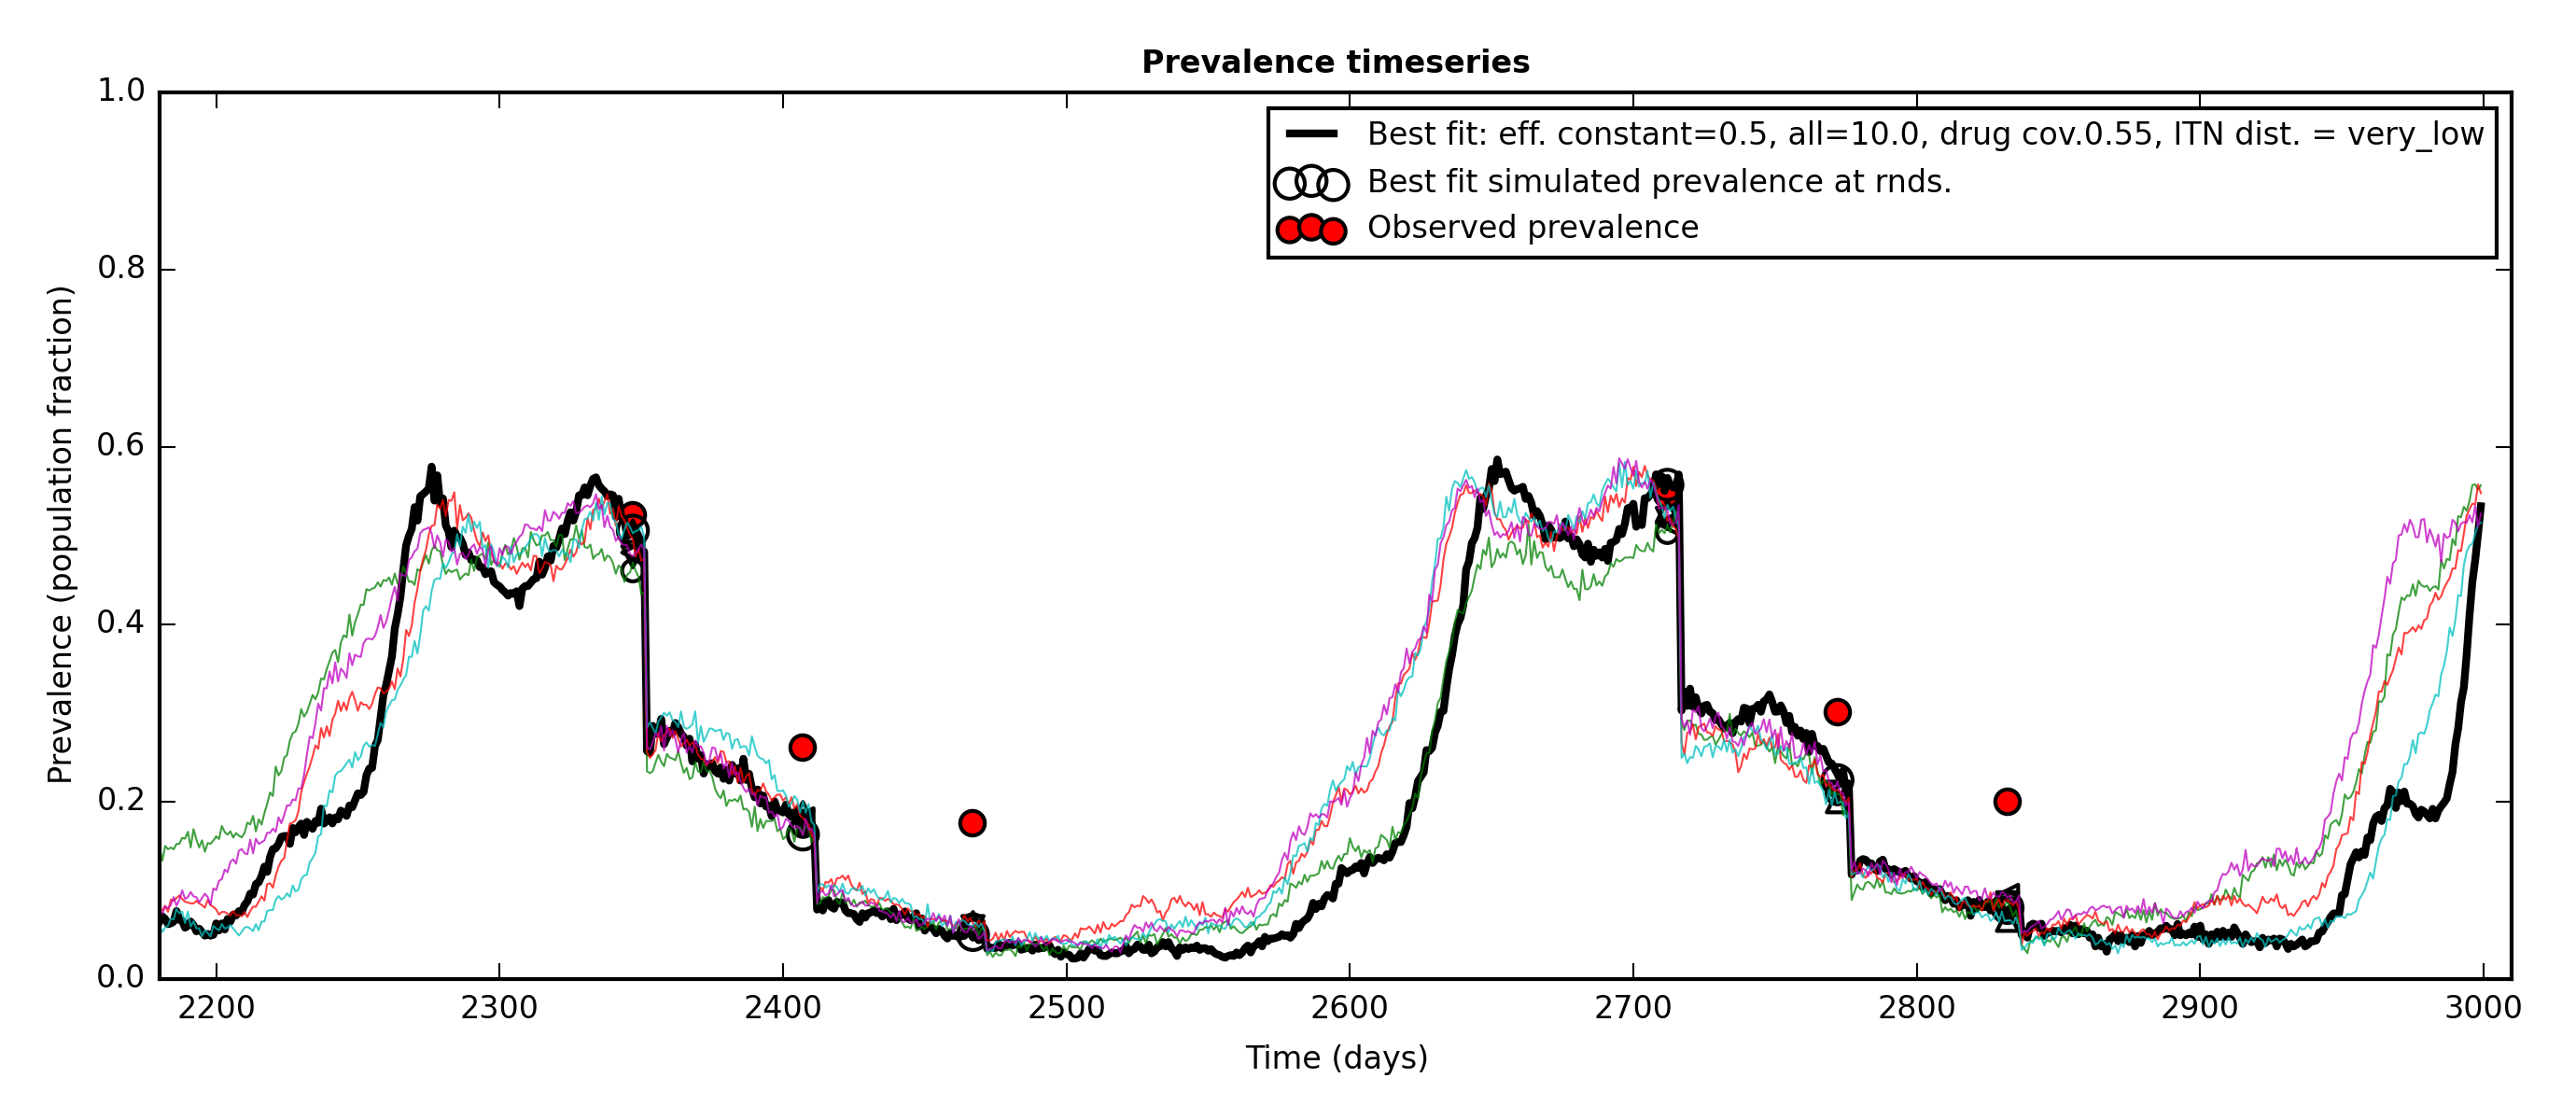 Prevalence timeseries
1.0
0.8
0.6
0.4
0.2
0.0
Prevalence (population fraction)
Best fit: eff. constant=0.5, all=10.0, drug cov.0.55, ITN dist. = very_low
Best fit simulated prevalence at rnds.
Observed prevalence
2200 2300 2400 2500 2600 2700 2800 2900 3000
Time (days)